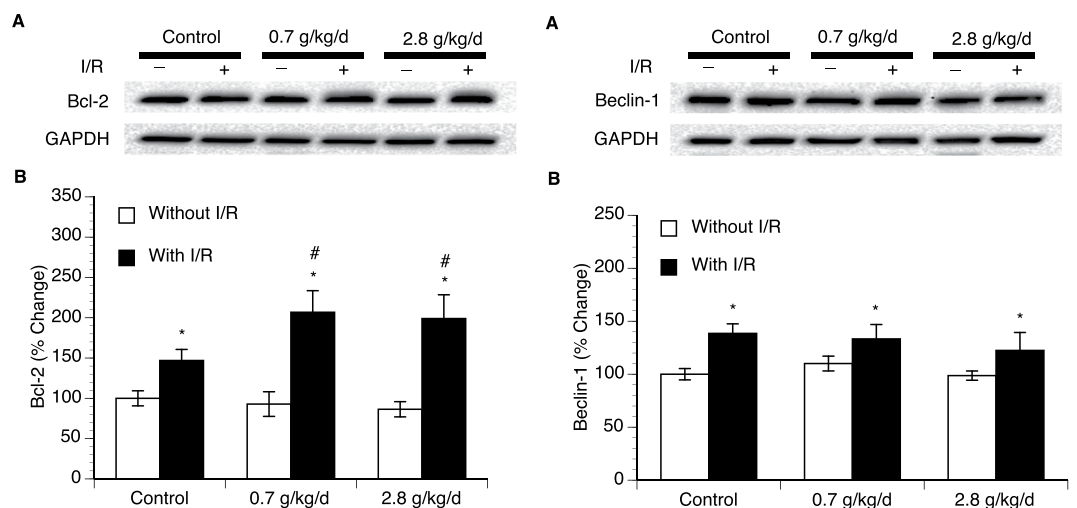 A
Control 0.7 g/kg/d 2.8 g/kg/d
I/R – + – + – +
Bcl-2
GAPDH
B
350
300
250
200
150
100
50
0
Bcl-2 (% Change)
Without I/R
With I/R
*
# *
# *
Control 0.7 g/kg/d 2.8 g/kg/d
A
Control 0.7 g/kg/d 2.8 g/kg/d
I/R – + – + – +
Beclin-1
GAPDH
B
250
200
150
100
50
0
Beclin-1 (% Change)
Without I/R
With I/R
* * *
Control 0.7 g/kg/d 2.8 g/kg/d